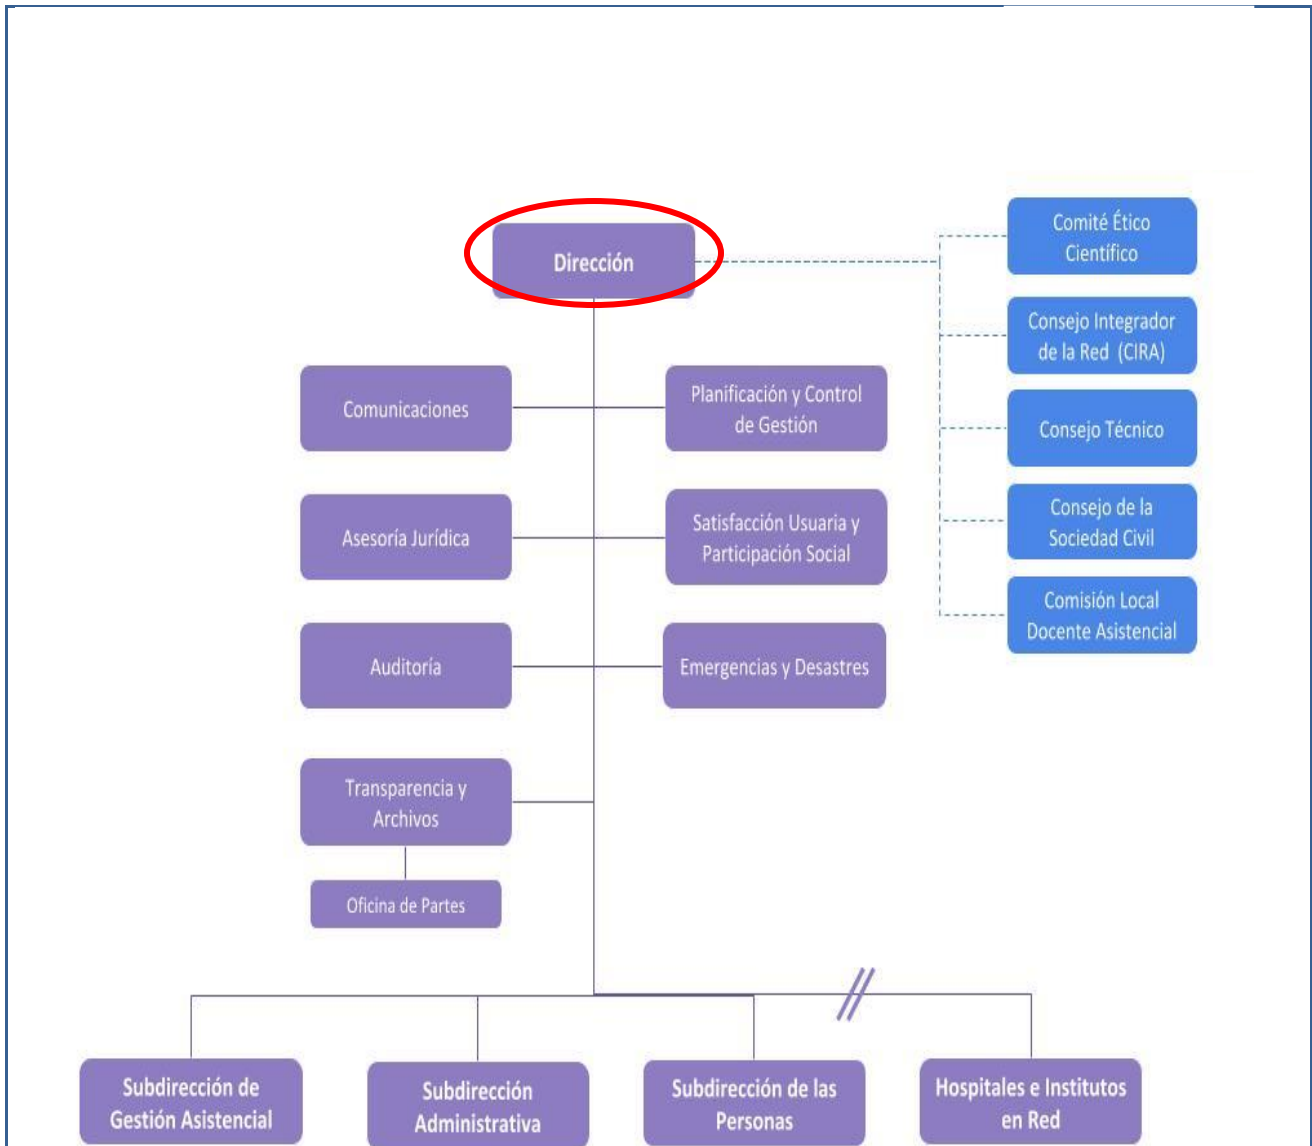 Dirección
Comité Ético
Científico
Consejo Integrador
de la Red (CIRA)
Consejo Técnico
Consejo de la
Sociedad Civil
Comisión Local
Docente Asistencial
Comunicaciones
Planificación y Control
de Gestión
Asesoría Jurídica
Satisfacción Usuaria y
Participación Social
Auditoría
Emergencias y Desastres
Transparencia y
Archivos
Oficina de Partes
Subdirección de
Gestión Asistencial
Subdirección
Administrativa
Subdirección de las
Personas
Hospitales e Institutos
en Red